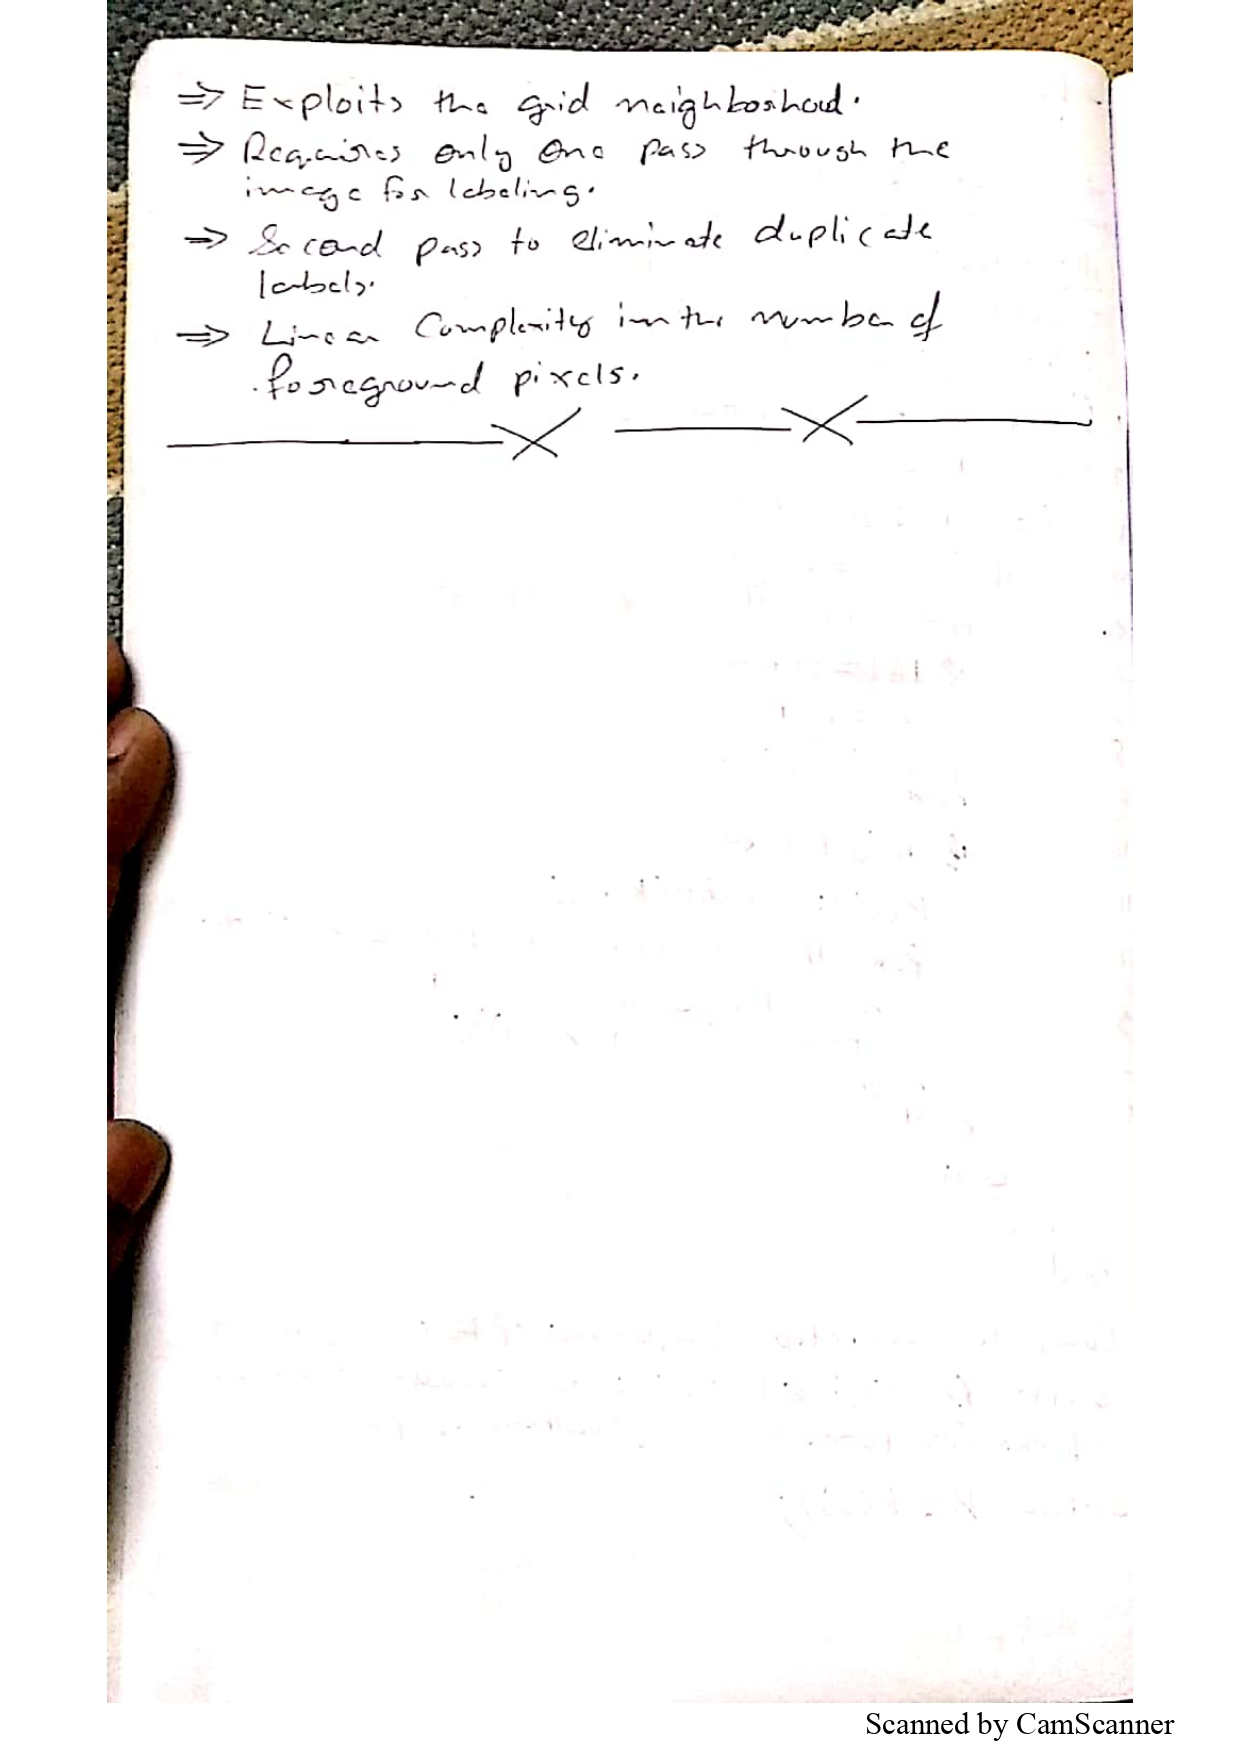 ⇒ Exploits the grid neighborhood.
⇒ Requires only one pass through the
image for labeling.
⇒ Second pass to eliminate duplicate
labels.
⇒ Linear Complexity in the number of
foreground pixels.
Scanned by CamScanner